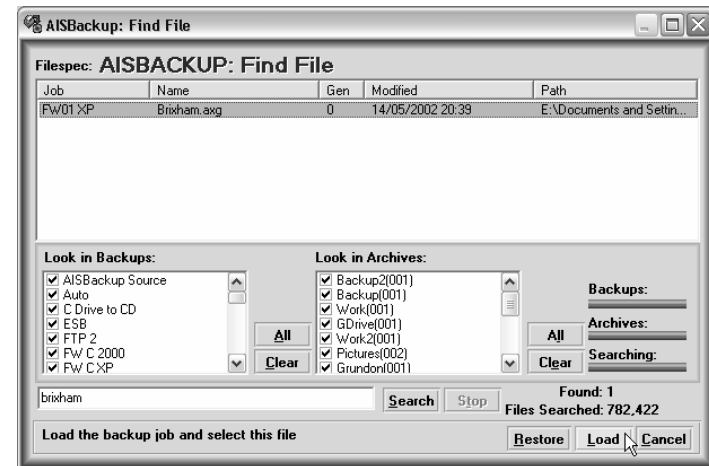 AISBackup: Find File
Filespec: AISBACKUP: Find File
Job Name Gen Modified Path
FW01 XP Brixham.axg 0 14/05/2002 20:39 E:\Documents and Settin...
Look in Backups:
AISBackup Source
Auto
C Drive to CD
ESB
FTP 2
FW C 2000
FW C XP
All
Clear
Look in Archives:
Backup2(001)
Backup(001)
Work(001)
GDrive(001)
Work2(001)
Pictures(002)
Grundon(001)
All
Clear
Backups:
Archives:
Searching:
brixham
Search Stop
Found: 1
Files Searched: 782,422
Load the backup job and select this file
Restore Load Cancel